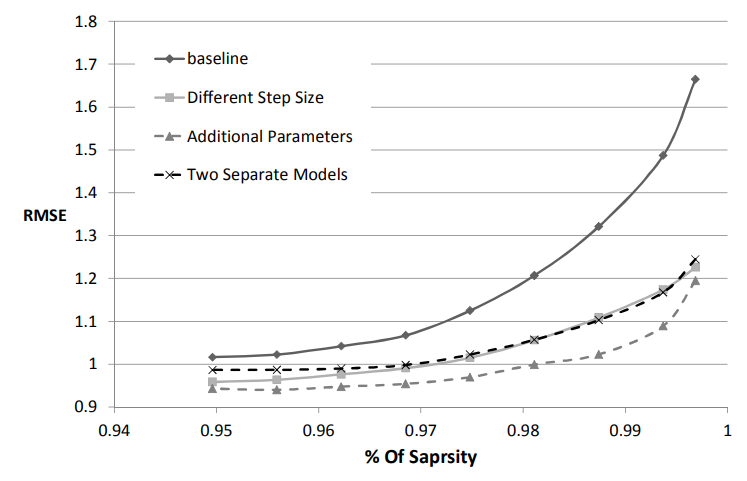 1.8
1.7
1.6
1.5
1.4
1.3
1.2
1.1
1
0.9
RMSE
baseline
Different Step Size
Additional Parameters
Two Separate Models
0.94 0.95 0.96 0.97 0.98 0.99 1
% Of Saprsity